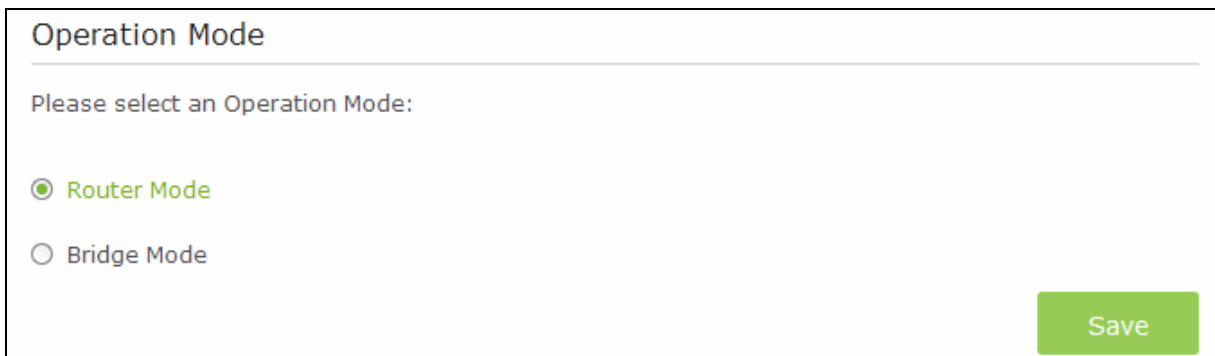 Operation Mode
Please select an Operation Mode:
Router Mode
Bridge Mode
Save